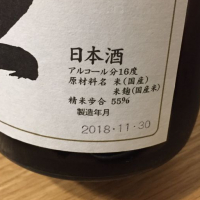 日本酒
アルコール分16度
原材料名 米(国産)
米麹(国産米)
精米歩合 55%
製造年月
2018・11・30